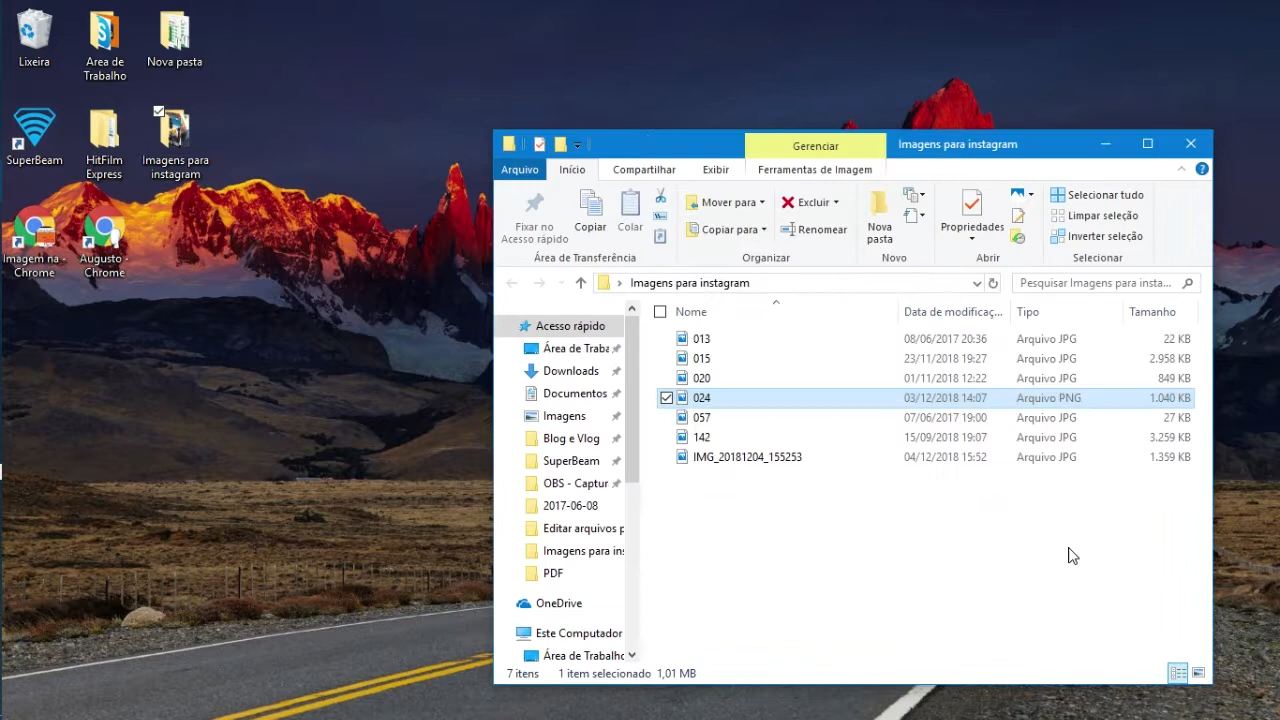 Lixeira
Area de
Trabalho
Nova pasta
SuperBeam
HitFilm
Express
Imagens para
instagram
Imagem na -
Chrome
Augusto -
Chrome
Gerenciar
Imagens para instagram
Arquivo
Início
Compartilhar
Exibir
Ferramentas de Imagem
Fixar no
Acesso rápido
Copiar
Colar
Mover para
Copiar para
Excluir
Renomear
Nova
pasta
Propriedades
Selecionar tudo
Limpar seleção
Inverter seleção
Área de Transferência
Organizar
Novo
Abrir
Selecionar
Imagens para instagram
Pesquisar Imagens para insta...
Acesso rápido
Área de Traba
Downloads
Documentos
Imagens
Blog e Vlog
SuperBeam
OBS - Captur
2017-06-08
Editar arquivos p
Imagens para ins
PDF
OneDrive
Este Computador
Área de Trabalho
Nome Data de modificaç... Tipo Tamanho
013 08/06/2017 20:36 Arquivo JPG 22 KB
015 23/11/2018 19:27 Arquivo JPG 2.958 KB
020 01/11/2018 12:22 Arquivo JPG 849 KB
024 03/12/2018 14:07 Arquivo PNG 1.040 KB
057 07/06/2017 19:00 Arquivo JPG 27 KB
142 15/09/2018 19:07 Arquivo JPG 3.259 KB
IMG_20181204_155253 04/12/2018 15:52 Arquivo JPG 1.359 KB
7 itens 1 item selecionado 1,01 MB